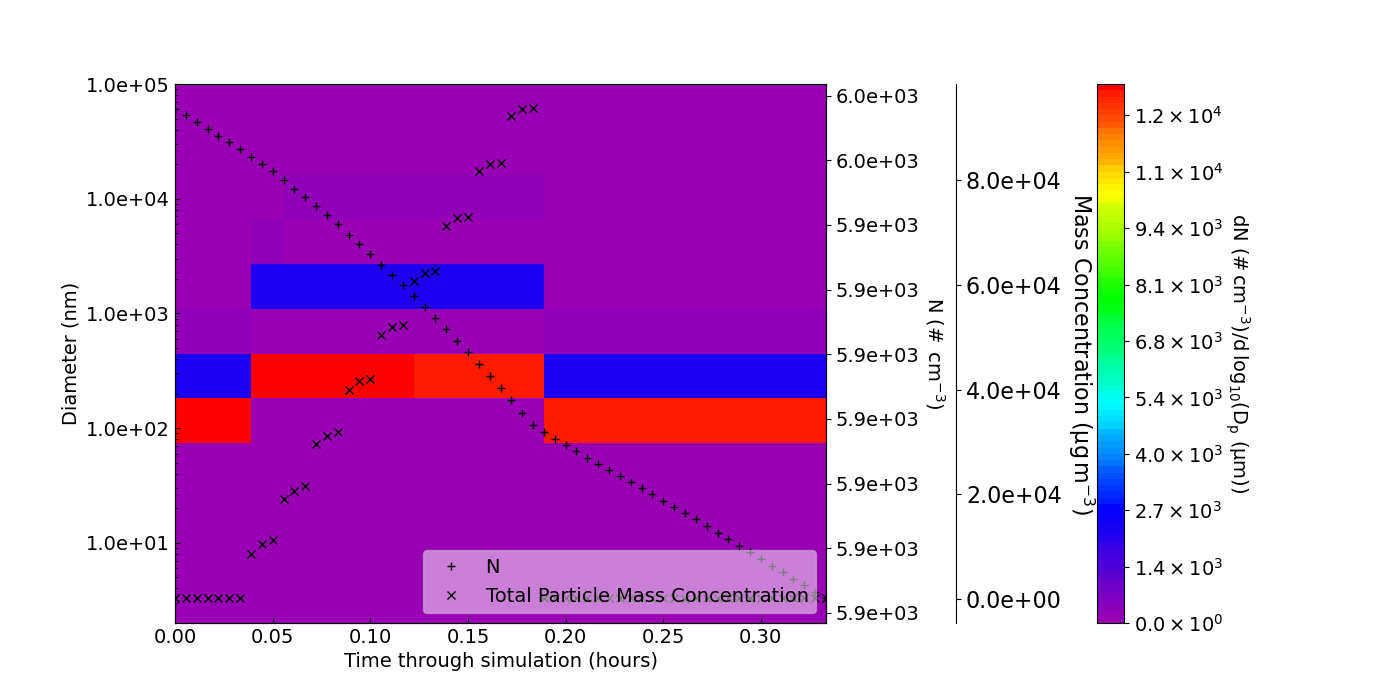 1.0e+05
1.0e+04
1.0e+03
1.0e+02
1.0e+01
Diameter (nm)
0.00 0.05 0.10 0.15 0.20 0.25 0.30
Time through simulation (hours)
N
Total Particle Mass Concentration
6.0e+03
6.0e+03
5.9e+03
5.9e+03
5.9e+03
5.9e+03
5.9e+03
5.9e+03
5.9e+03
N (# cm⁻³)
8.0e+04
6.0e+04
4.0e+04
2.0e+04
0.0e+00
Mass Concentration (µg m⁻³)
1.2 × 10⁴
1.1 × 10⁴
9.4 × 10³
8.1 × 10³
6.8 × 10³
5.4 × 10³
4.0 × 10³
2.7 × 10³
1.4 × 10³
0.0 × 10⁰
dN (# cm⁻³)/d log₁₀(Dₚ (µm))